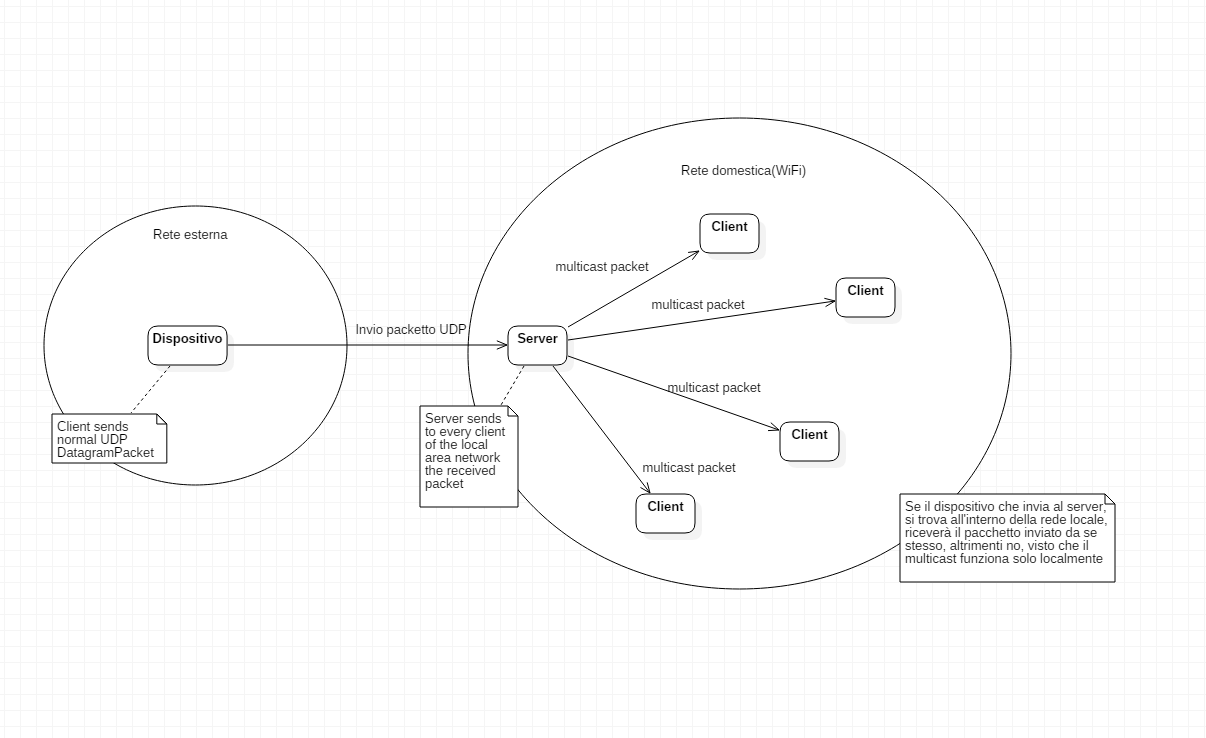 Rete domestica(WiFi)
Client
Rete esterna
multicast packet
Client
multicast packet
Dispositivo
Invio packetto UDP
Server
multicast packet
Client sends
normal UDP
DatagramPacket
Server sends
to every client
of the local
area network
the received
packet
Client
multicast packet
Client
Se il dispositivo che invia al server,
si trova all'interno della rede locale,
riceverà il pacchetto inviato da se
stesso, altrimenti no, visto che il
multicast funziona solo localmente